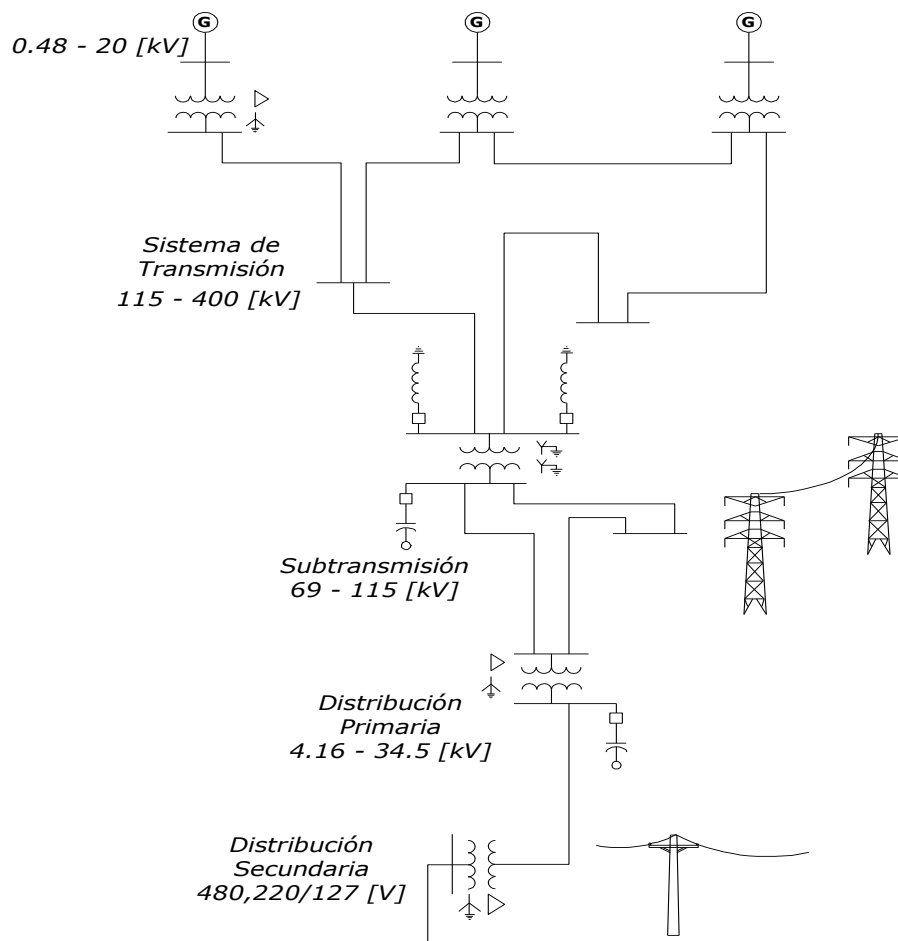 G
G
G
0.48 - 20 [kV]
Sistema de
Transmisión
115 - 400 [kV]
Subtransmisión
69 - 115 [kV]
Distribución
Primaria
4.16 - 34.5 [kV]
Distribución
Secundaria
480,220/127 [V]